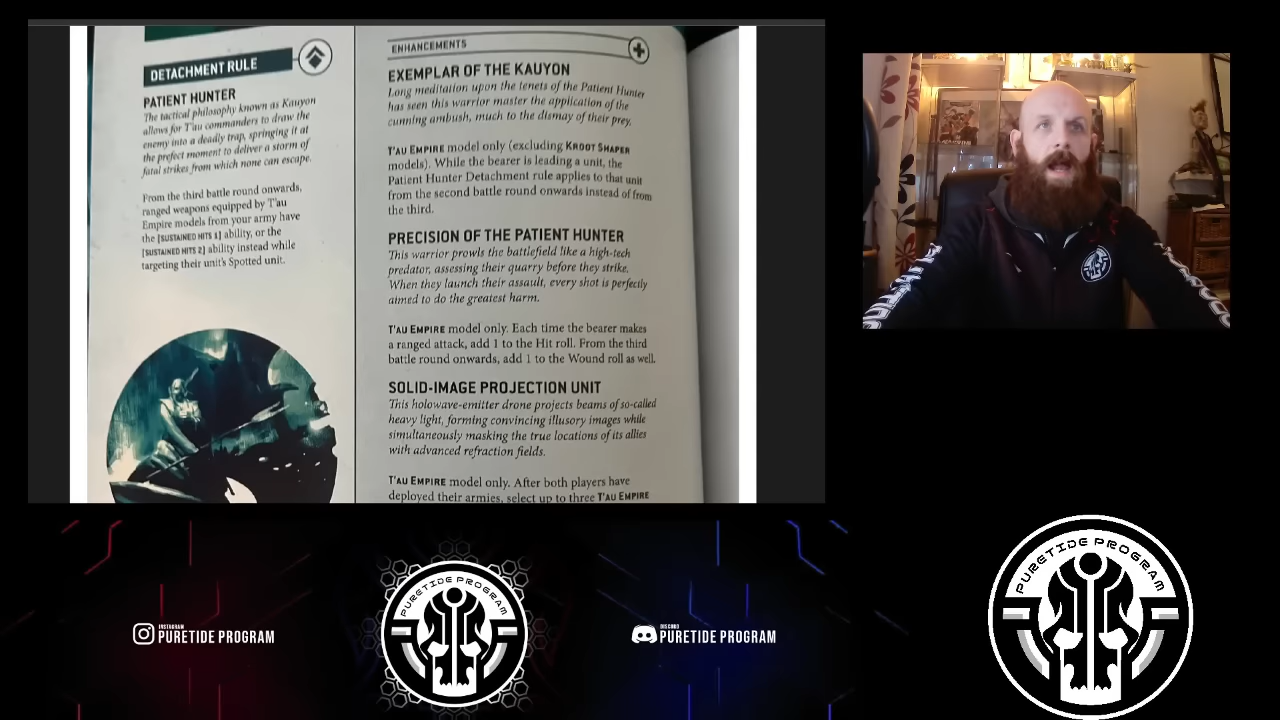 DETACHMENT RULE
PATIENT HUNTER
The tactical philosophy known as Kauyon
allows for T'au commanders to draw the
enemy into a deadly trap, springing it at
the prefect moment to deliver a storm of
fatal strikes from which none can escape.
From the third battle round onwards,
ranged weapons equipped by T'au
Empire models from your army have
the [SUSTAINED HITS 1] ability, or the
[SUSTAINED HITS 2] ability instead while
targeting their unit's Spotted unit.
ENHANCEMENTS
EXEMPLAR OF THE KAUYON
Long meditation upon the tenets of the Patient Hunter
has seen this warrior master the application of the
cunning ambush, much to the dismay of their prey.
T'AU EMPIRE model only (excluding KROOT SHAPER
models). While the bearer is leading a unit, the
Patient Hunter Detachment rule applies to that unit
from the second battle round onwards instead of from
the third.
PRECISION OF THE PATIENT HUNTER
This warrior prowls the battlefield like a high-tech
predator, assessing their quarry before they strike.
When they launch their assault, every shot is perfectly
aimed to do the greatest harm.
T'AU EMPIRE model only. Each time the bearer makes
a ranged attack, add 1 to the Hit roll. From the third
battle round onwards, add 1 to the Wound roll as well.
SOLID-IMAGE PROJECTION UNIT
This holowave-emitter drone projects beams of so-called
heavy light, forming convincing illusory images while
simultaneously masking the true locations of its allies
with advanced refraction fields.
T'AU EMPIRE model only. After both players have
deployed their armies, select up to three T'AU EMPIRE
INSTAGRAM
PURETIDE PROGRAM
PURETIDE PROGRAM
DISCORD
PURETIDE PROGRAM
PURETIDE PROGRAM